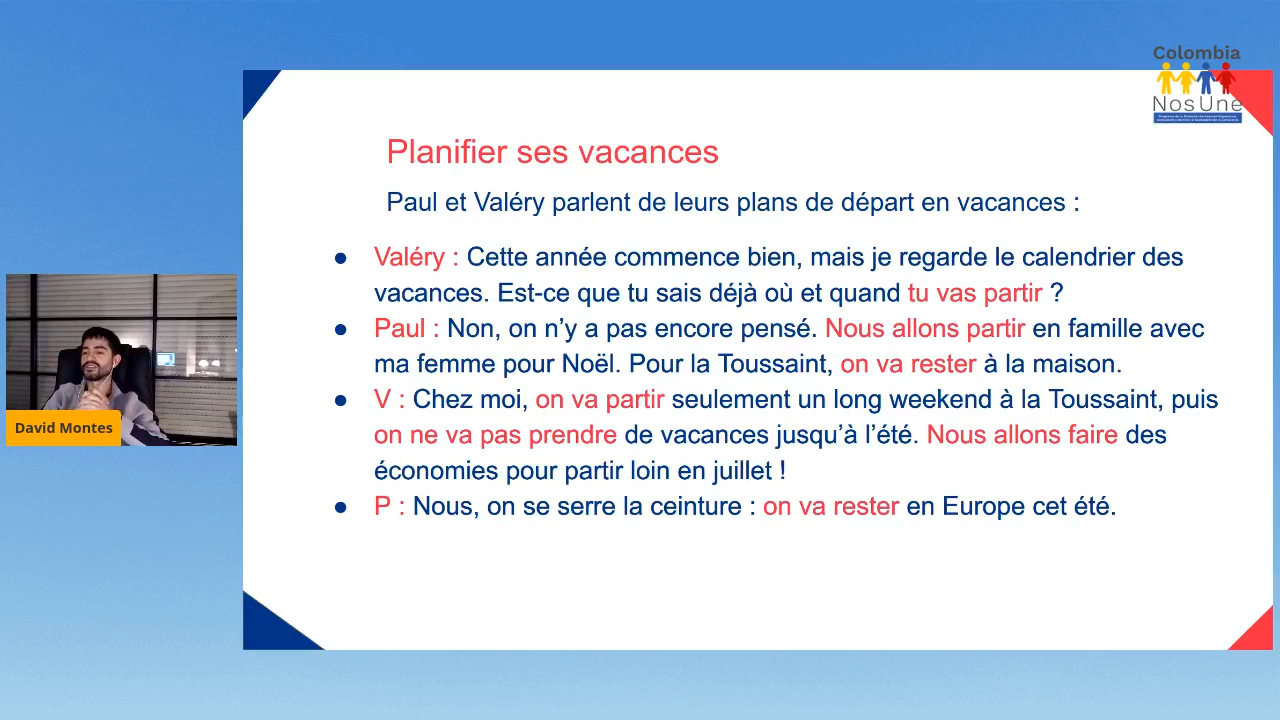 Colombia
NosUne
Planifier ses vacances
Paul et Valéry parlent de leurs plans de départ en vacances :
● Valéry : Cette année commence bien, mais je regarde le calendrier des
vacances. Est-ce que tu sais déjà où et quand tu vas partir ?
● Paul : Non, on n’y a pas encore pensé. Nous allons partir en famille avec
ma femme pour Noël. Pour la Toussaint, on va rester à la maison.
● V : Chez moi, on va partir seulement un long weekend à la Toussaint, puis
on ne va pas prendre de vacances jusqu’à l’été. Nous allons faire des
économies pour partir loin en juillet !
● P : Nous, on se serre la ceinture : on va rester en Europe cet été.
David Montes